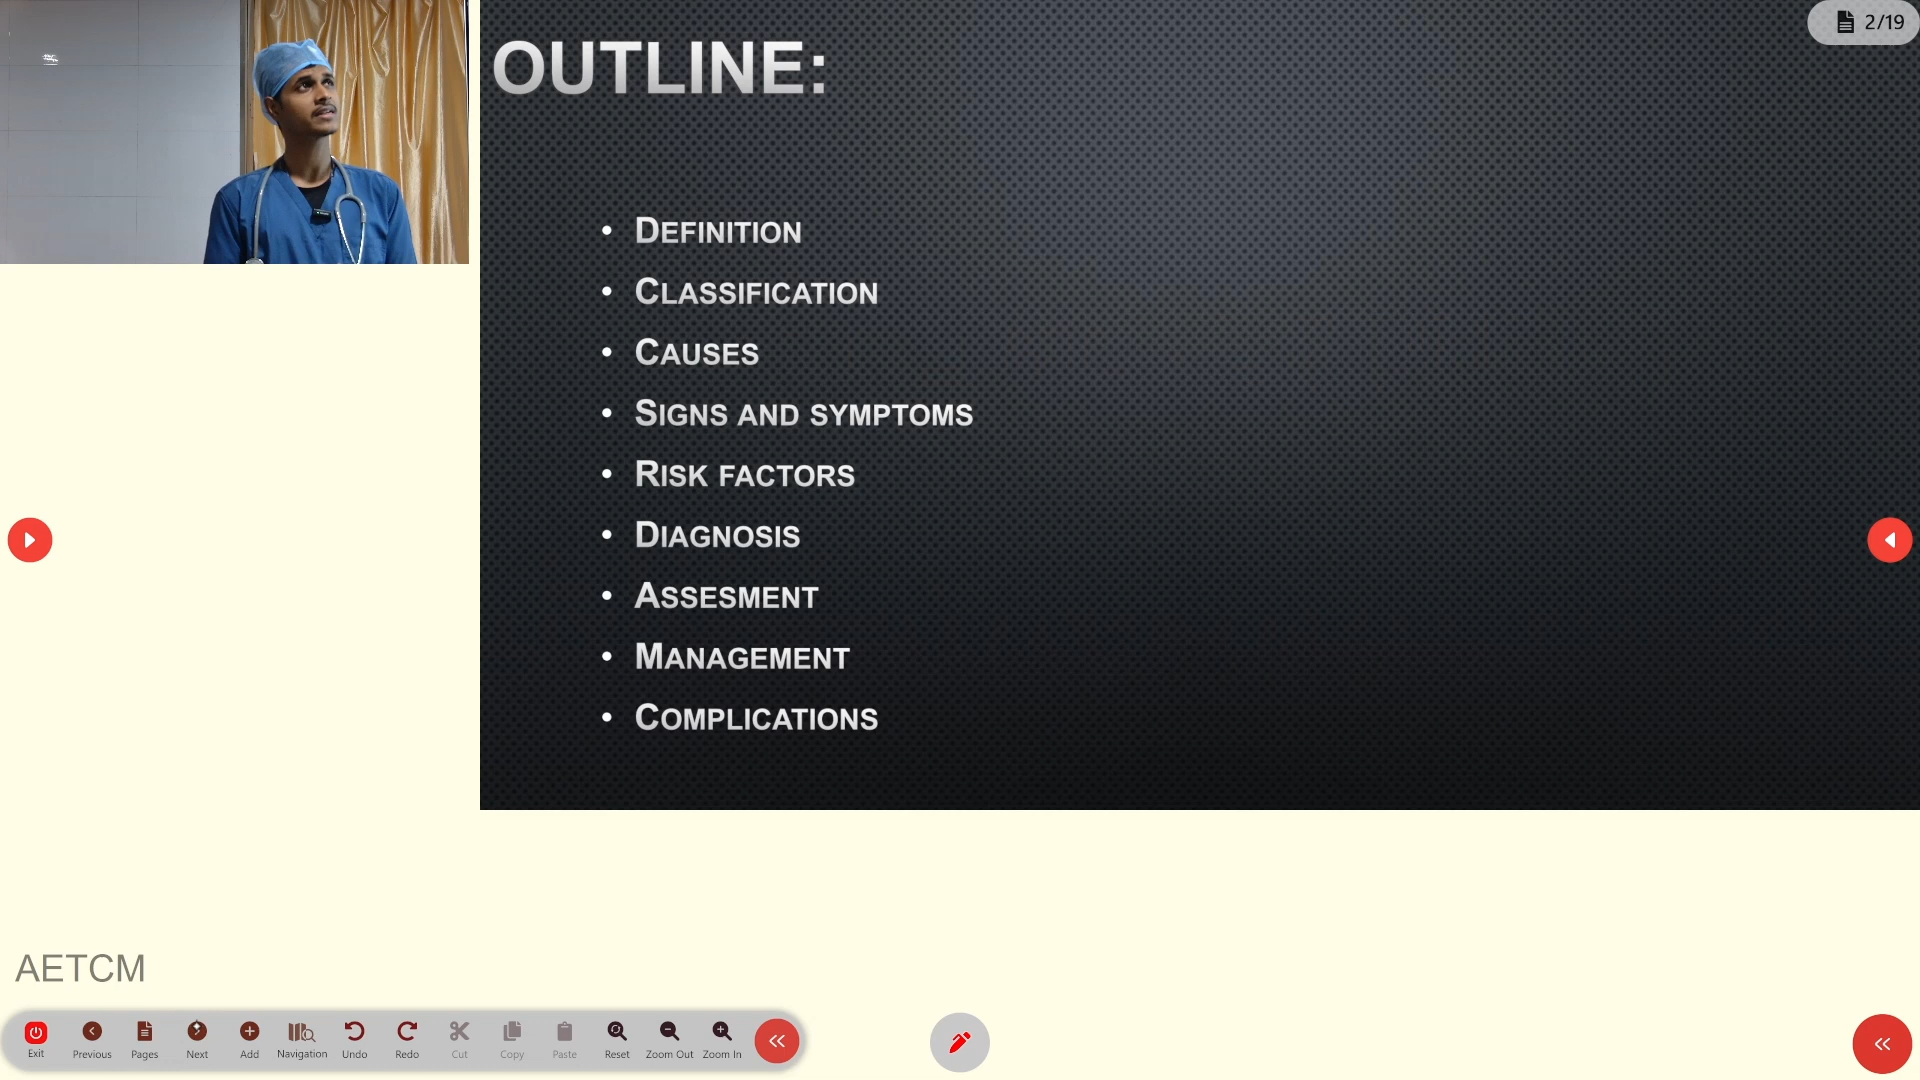 OUTLINE:
2/19
• DEFINITION
• CLASSIFICATION
• CAUSES
• SIGNS AND SYMPTOMS
• RISK FACTORS
• DIAGNOSIS
• ASSESMENT
• MANAGEMENT
• COMPLICATIONS
AETCM
Exit Previous Pages Next Add Navigation Undo Redo Cut Copy Paste Reset Zoom Out Zoom In